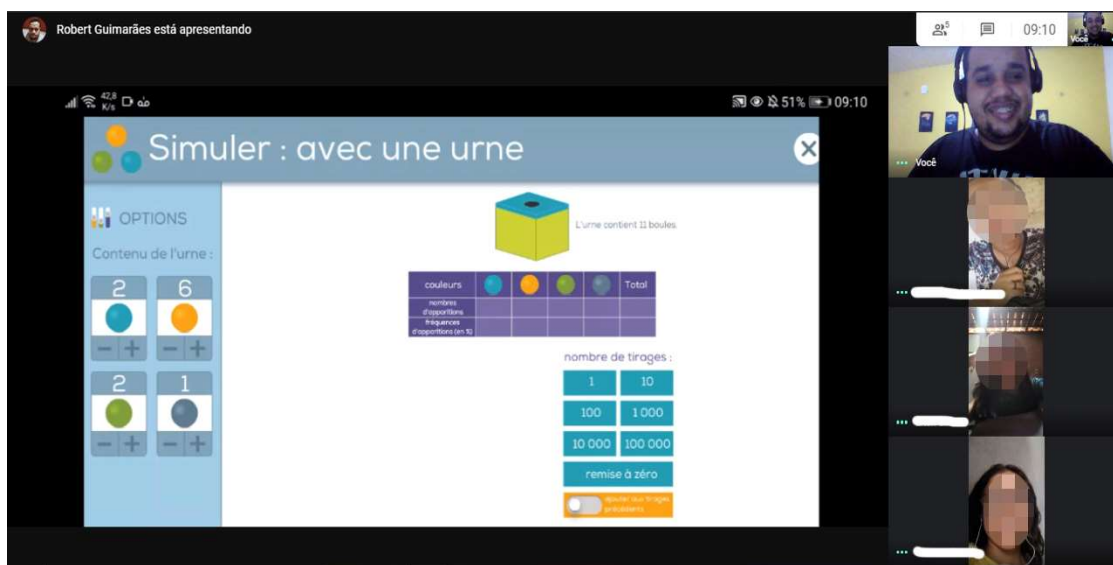 Robert Guimarães está apresentando
5
09:10
Você
42,8
K/s
51%
09:10
Simuler : avec une urne
OPTIONS
Contenu de l'urne :
2
6
2
1
L'urne contient 11 boules
couleurs
Total
nombres
d'apparitions
fréquences
d'apparitions (en %)
nombre de tirages :
1
10
100
1 000
10 000
100 000
remise à zéro
ajouter aux tirages
précédents
Você